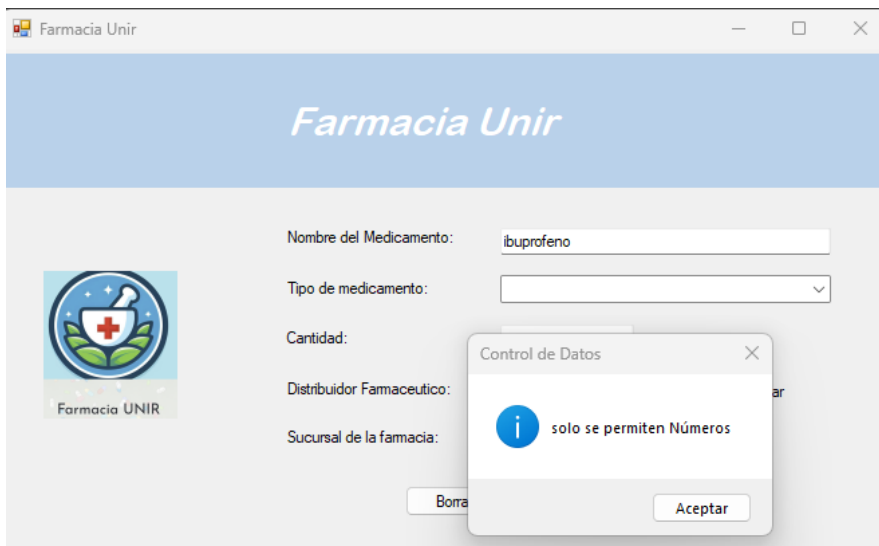 Farmacia Unir
Farmacia Unir
Nombre del Medicamento: ibuprofeno
Tipo de medicamento:
Cantidad:
Control de Datos
Distribuidor Farmaceutico:
Farmacia UNIR
solo se permiten Números
Sucursal de la farmacia:
Aceptar